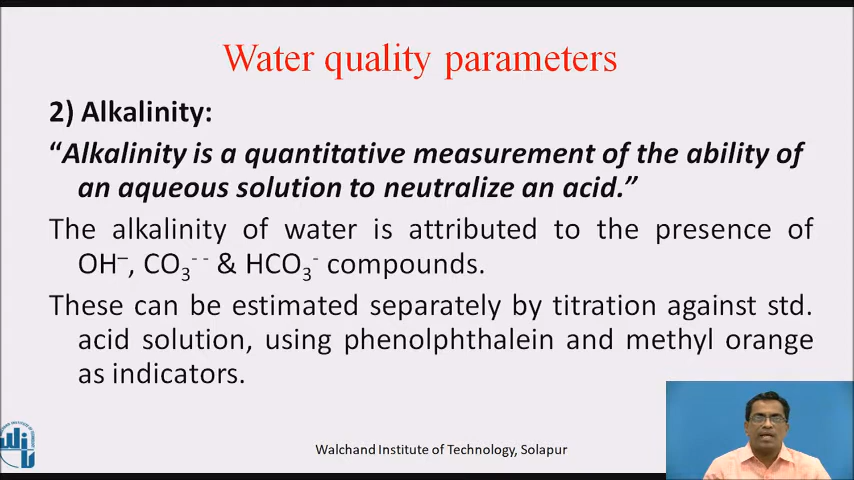 Water quality parameters
2) Alkalinity:
“Alkalinity is a quantitative measurement of the ability of
an aqueous solution to neutralize an acid.”
The alkalinity of water is attributed to the presence of
OH⁻, CO₃⁻ ⁻ & HCO₃⁻ compounds.
These can be estimated separately by titration against std.
acid solution, using phenolphthalein and methyl orange
as indicators.
Walchand Institute of Technology, Solapur